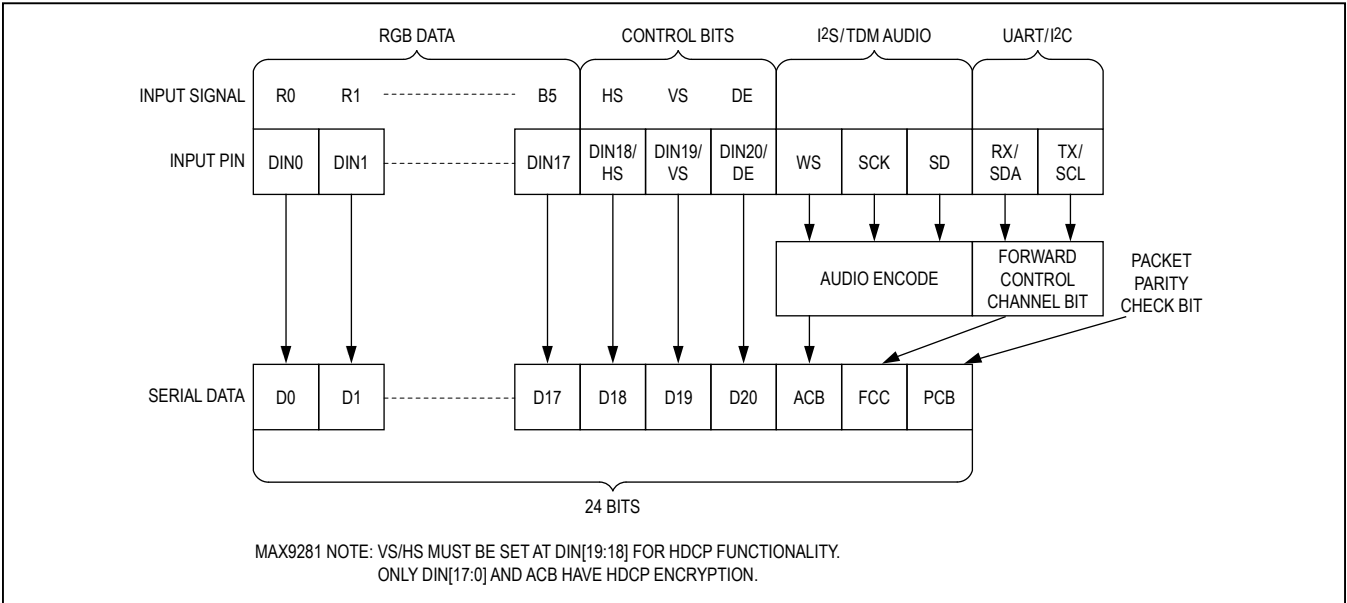 RGB DATA CONTROL BITS I2S/TDM AUDIO UART/I2C
INPUT SIGNAL R0 R1 B5 HS VS DE
INPUT PIN DIN0 DIN1 DIN17 DIN18/ HS DIN19/ VS DIN20/ DE WS SCK SD RX/ SDA TX/ SCL
AUDIO ENCODE
FORWARD
CONTROL
CHANNEL BIT
PACKET
PARITY
CHECK BIT
SERIAL DATA D0 D1 D17 D18 D19 D20 ACB FCC PCB
24 BITS
MAX9281 NOTE: VS/HS MUST BE SET AT DIN[19:18] FOR HDCP FUNCTIONALITY.
ONLY DIN[17:0] AND ACB HAVE HDCP ENCRYPTION.